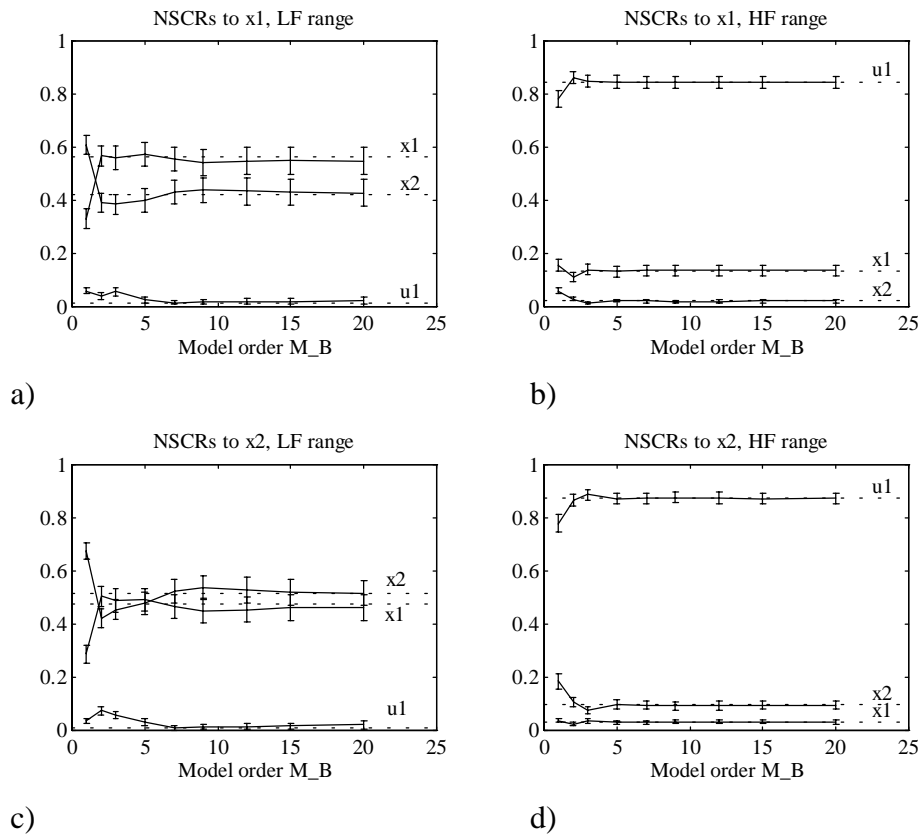 NSCRs to x1, LF range
1
0.8
0.6
0.4
0.2
0
x1
x2
u1
0 5 10 15 20 25
Model order M_B
a)
NSCRs to x1, HF range
1
0.8
0.6
0.4
0.2
0
u1
x1
x2
0 5 10 15 20 25
Model order M_B
b)
NSCRs to x2, LF range
1
0.8
0.6
0.4
0.2
0
x2
x1
u1
0 5 10 15 20 25
Model order M_B
c)
NSCRs to x2, HF range
1
0.8
0.6
0.4
0.2
0
u1
x2
x1
0 5 10 15 20 25
Model order M_B
d)